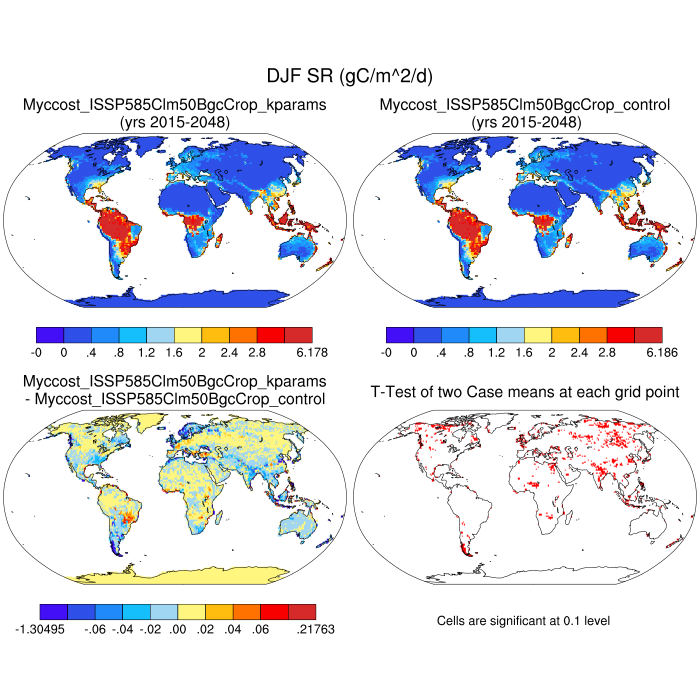 DJF SR (gC/m^2/d)
Myccost_ISSP585Clm50BgcCrop_kparams
(yrs 2015-2048)
Myccost_ISSP585Clm50BgcCrop_control
(yrs 2015-2048)
-0 0 .4 .8 1.2 1.6 2 2.4 2.8 6.178
-0 0 .4 .8 1.2 1.6 2 2.4 2.8 6.186
Myccost_ISSP585Clm50BgcCrop_kparams
- Myccost_ISSP585Clm50BgcCrop_control
T-Test of two Case means at each grid point
-1.30495 -.06 -.04 -.02 .00 .02 .04 .06 .21763
Cells are significant at 0.1 level